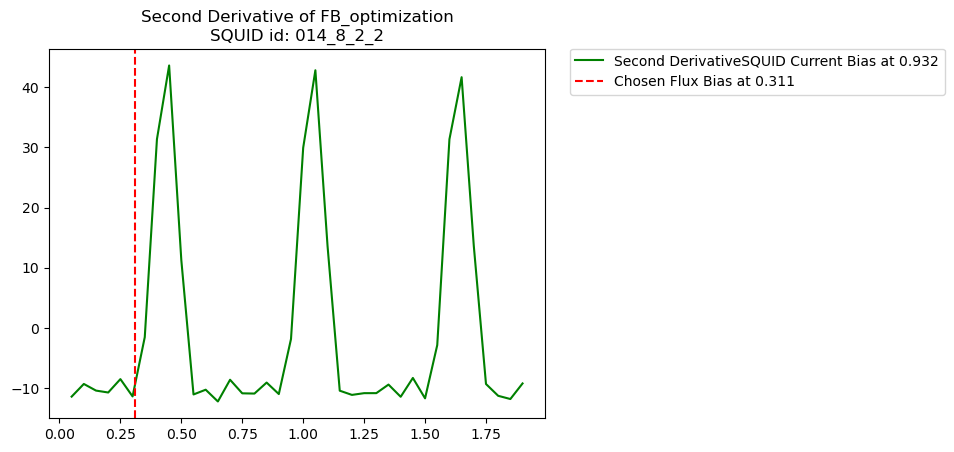 Second Derivative of FB_optimization
SQUID id: 014_8_2_2
Second DerivativeSQUID Current Bias at 0.932
Chosen Flux Bias at 0.311
40
30
20
10
0
−10
0.00 0.25 0.50 0.75 1.00 1.25 1.50 1.75